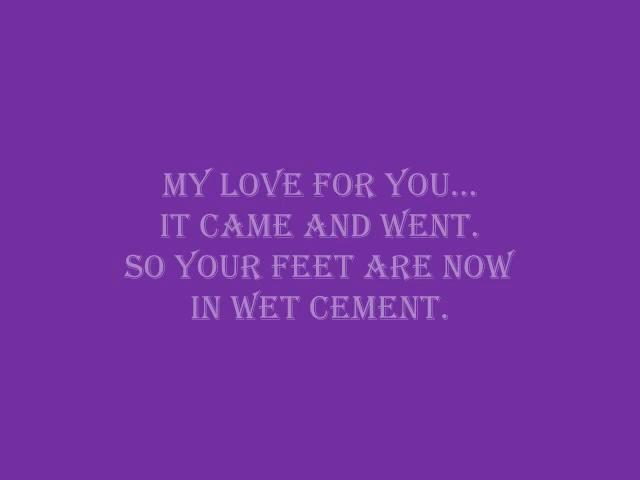 MY LOVE FOR YOU...
IT CAME AND WENT.
SO YOUR FEET ARE NOW
IN WET CEMENT.